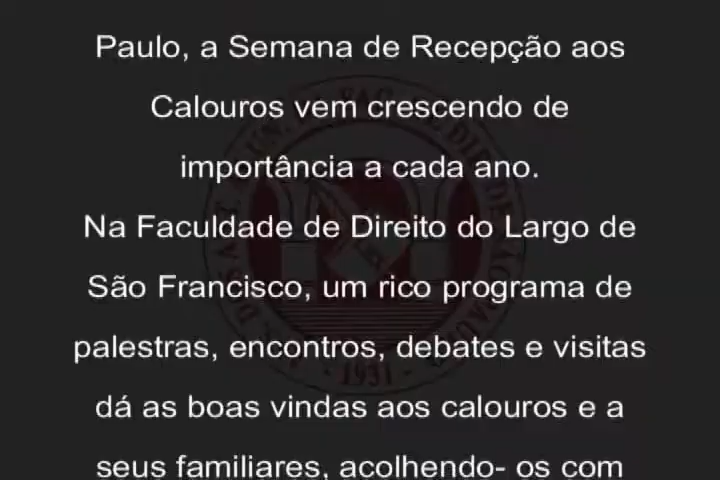 Paulo, a Semana de Recepção aos
Calouros vem crescendo de
importância a cada ano.
Na Faculdade de Direito do Largo de
São Francisco, um rico programa de
palestras, encontros, debates e visitas
dá as boas vindas aos calouros e a
seus familiares, acolhendo- os com
1931